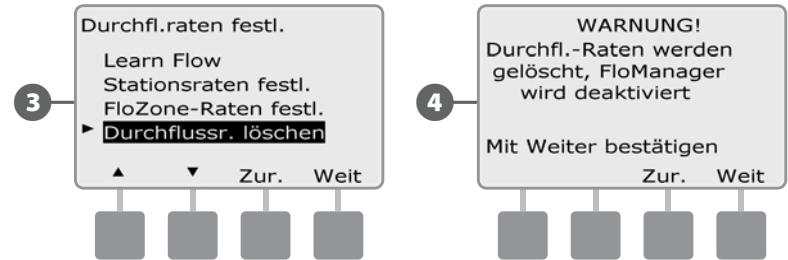 3
Durchfl.raten festl.
Learn Flow
Stationsraten festl.
FloZone-Raten festl.
► Durchflussr. löschen
▲ ▼ Zur. Weit
4
WARNUNG!
Durchfl.-Raten werden
gelöscht, FloManager
wird deaktiviert
Mit Weiter bestätigen
Zur. Weit